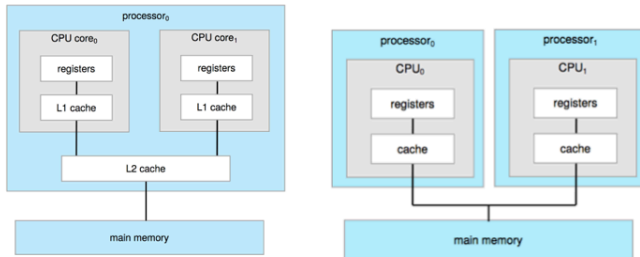 processor₀
CPU core₀
CPU core₁
registers
registers
L1 cache
L1 cache
L2 cache
main memory
processor₀
processor₁
CPU₀
CPU₁
registers
registers
cache
cache
main memory